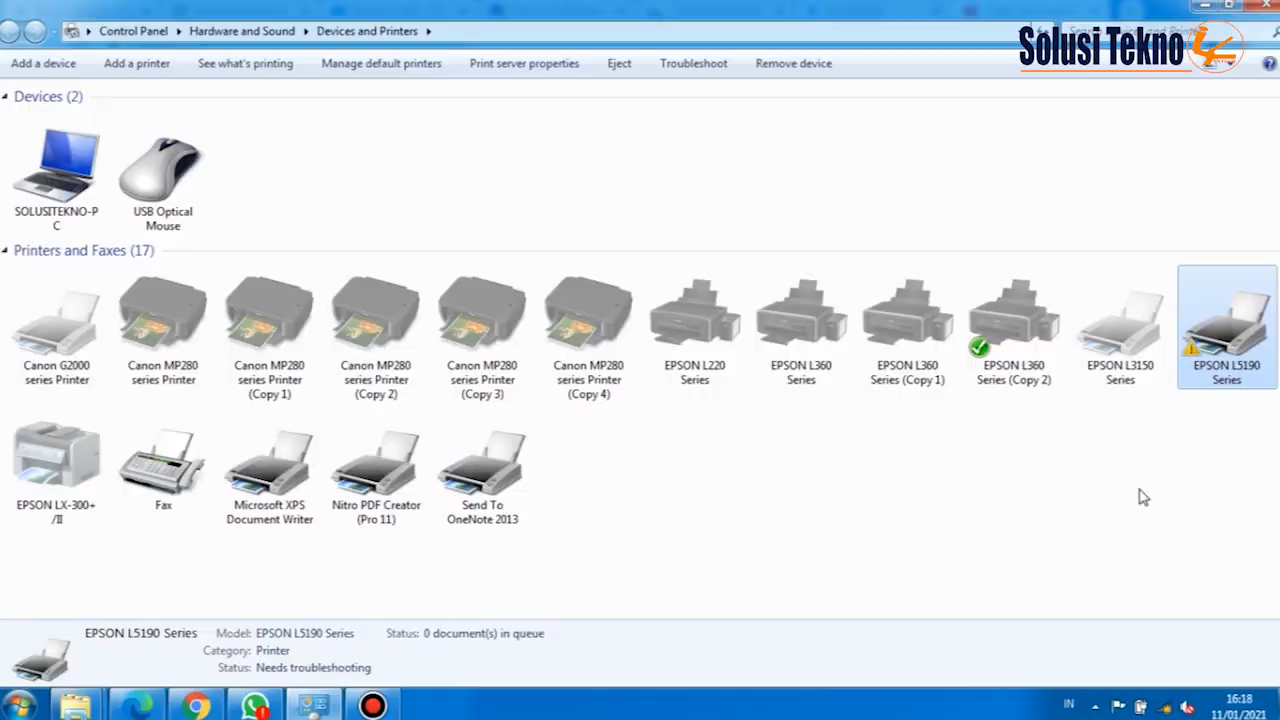 Control Panel
Hardware and Sound
Devices and Printers
Solusi Tekno
Add a device
Add a printer
See what's printing
Manage default printers
Print server properties
Eject
Troubleshoot
Remove device
Devices (2)
SOLUSITEKNO-P
C
USB Optical
Mouse
Printers and Faxes (17)
Canon G2000
series Printer
Canon MP280
series Printer
Canon MP280
series Printer
(Copy 1)
Canon MP280
series Printer
(Copy 2)
Canon MP280
series Printer
(Copy 3)
Canon MP280
series Printer
(Copy 4)
EPSON L220
Series
EPSON L360
Series
EPSON L360
Series (Copy 1)
EPSON L360
Series (Copy 2)
EPSON L3150
Series
EPSON L5190
Series
EPSON LX-300+
/II
Fax
Microsoft XPS
Document Writer
Nitro PDF Creator
(Pro 11)
Send To
OneNote 2013
EPSON L5190 Series
Model: EPSON L5190 Series
Status: 0 document(s) in queue
Category: Printer
Status: Needs troubleshooting
IN
16:18
11/01/2021